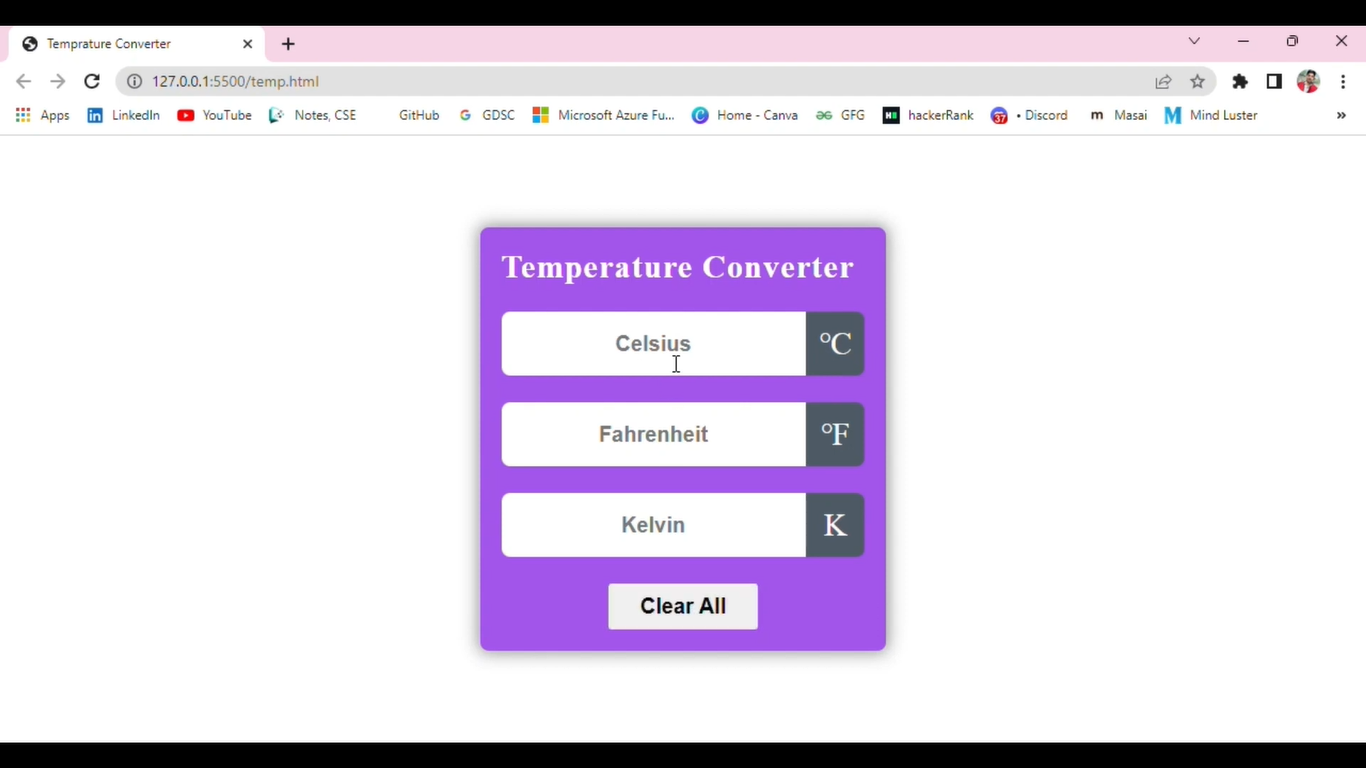 Temprature Converter
127.0.0.1:5500/temp.html
Apps LinkedIn YouTube Notes, CSE GitHub G GDSC Microsoft Azure Fu... C Home - Canva GFG H hackerRank 37 • Discord m Masai M Mind Luster »
Temperature Converter
Celsius °C
Fahrenheit °F
Kelvin K
Clear All